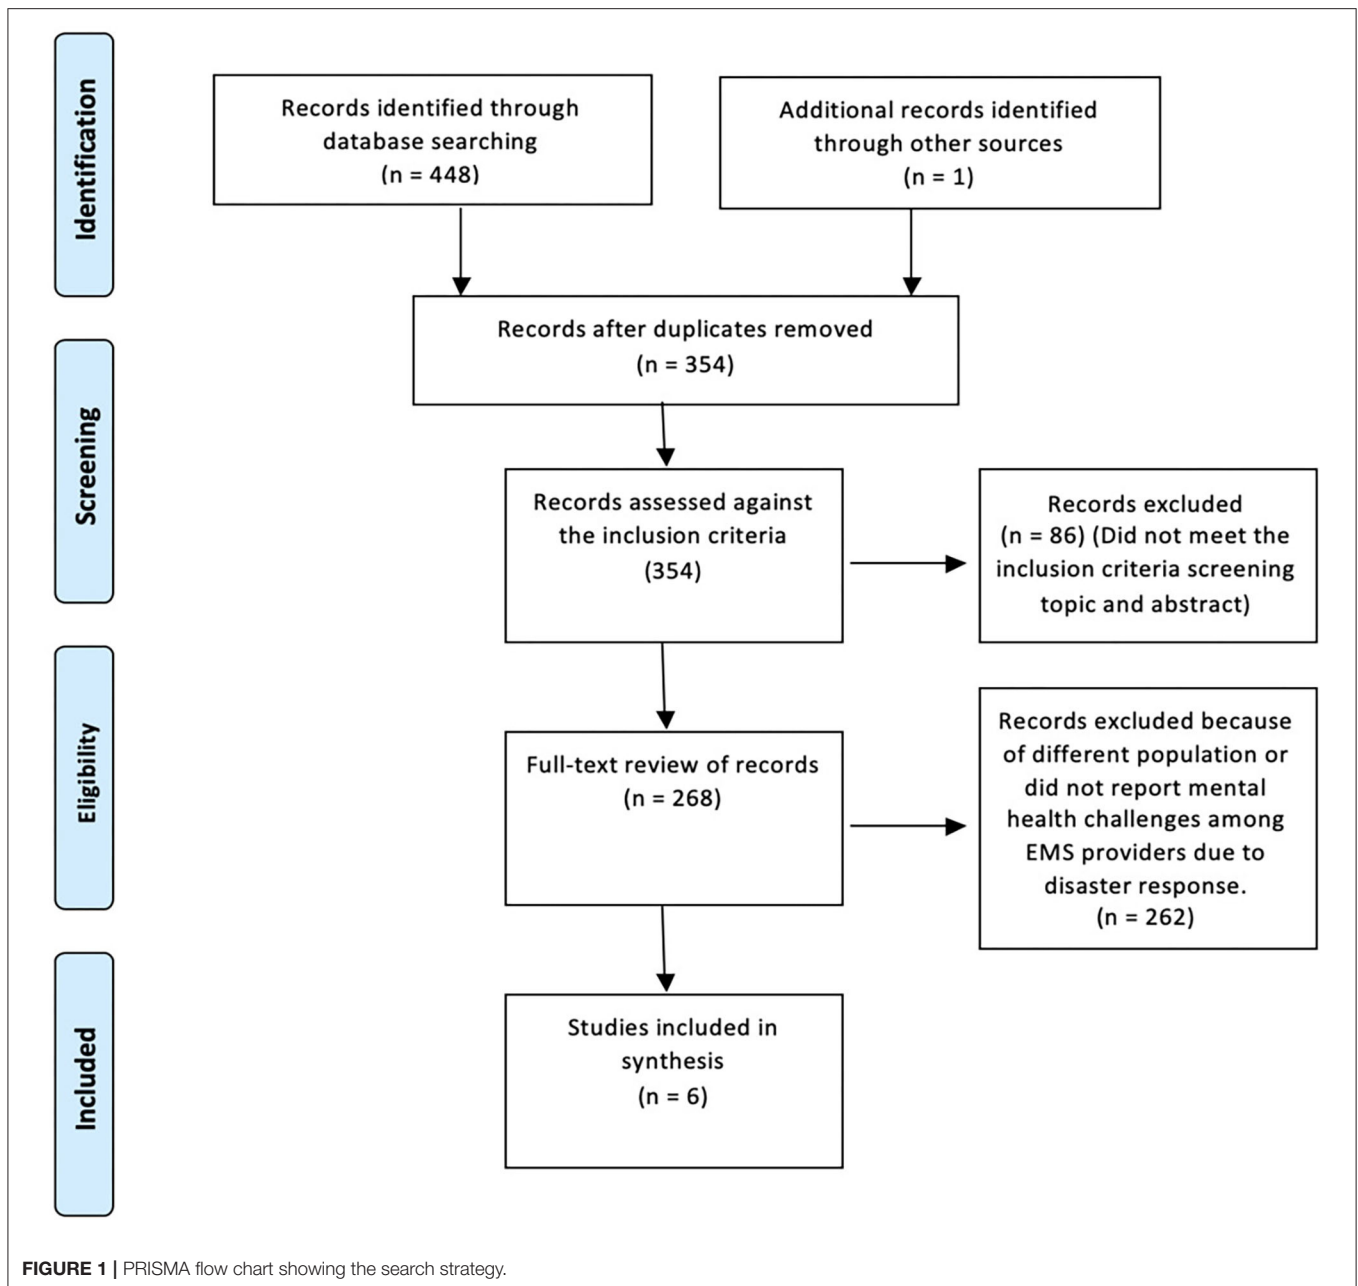 Identification
Records identified through
database searching
(n = 448)
Additional records identified
through other sources
(n = 1)
Records after duplicates removed
(n = 354)
Screening
Records assessed against
the inclusion criteria
(354)
Records excluded
(n = 86) (Did not meet the
inclusion criteria screening
topic and abstract)
Eligibility
Full-text review of records
(n = 268)
Records excluded because
of different population or
did not report mental
health challenges among
EMS providers due to
disaster response.
(n = 262)
Included
Studies included in
synthesis
(n = 6)
FIGURE 1 | PRISMA flow chart showing the search strategy.